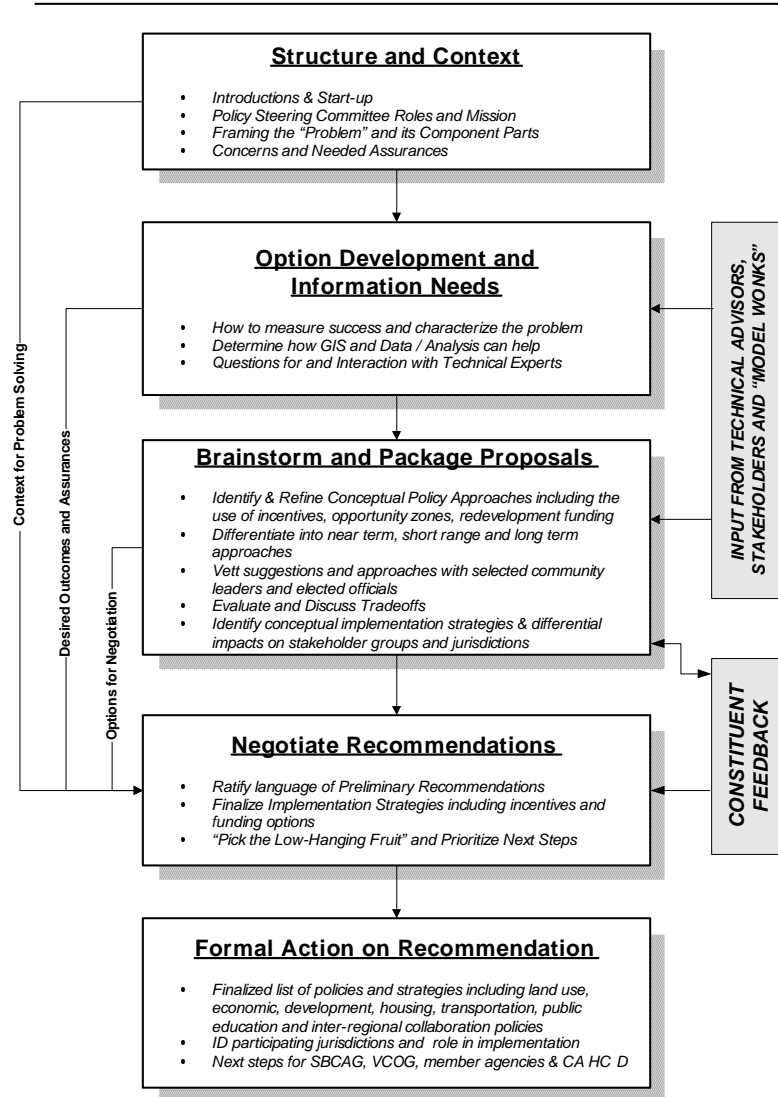 Structure and Context
• Introductions & Start-up
• Policy Steering Committee Roles and Mission
• Framing the “Problem” and its Component Parts
• Concerns and Needed Assurances
Option Development and
Information Needs
• How to measure success and characterize the problem
• Determine how GIS and Data / Analysis can help
• Questions for and Interaction with Technical Experts
Brainstorm and Package Proposals
• Identify & Refine Conceptual Policy Approaches including the
use of incentives, opportunity zones, redevelopment funding
• Differentiate into near term, short range and long term
approaches
• Vett suggestions and approaches with selected community
leaders and elected officials
• Evaluate and Discuss Tradeoffs
• Identify conceptual implementation strategies & differential
impacts on stakeholder groups and jurisdictions
Negotiate Recommendations
• Ratify language of Preliminary Recommendations
• Finalize Implementation Strategies including incentives and
funding options
• “Pick the Low-Hanging Fruit” and Prioritize Next Steps
Formal Action on Recommendation
• Finalized list of policies and strategies including land use,
economic, development, housing, transportation, public
education and inter-regional collaboration policies
• ID participating jurisdictions and role in implementation
• Next steps for SBCAG, VCOG, member agencies & CA HC D
Context for Problem Solving
Desired Outcomes and Assurances
Options for Negotiation
INPUT FROM TECHNICAL ADVISORS,
STAKEHOLDERS AND “MODEL WONKS”
CONSTITUENT
FEEDBACK